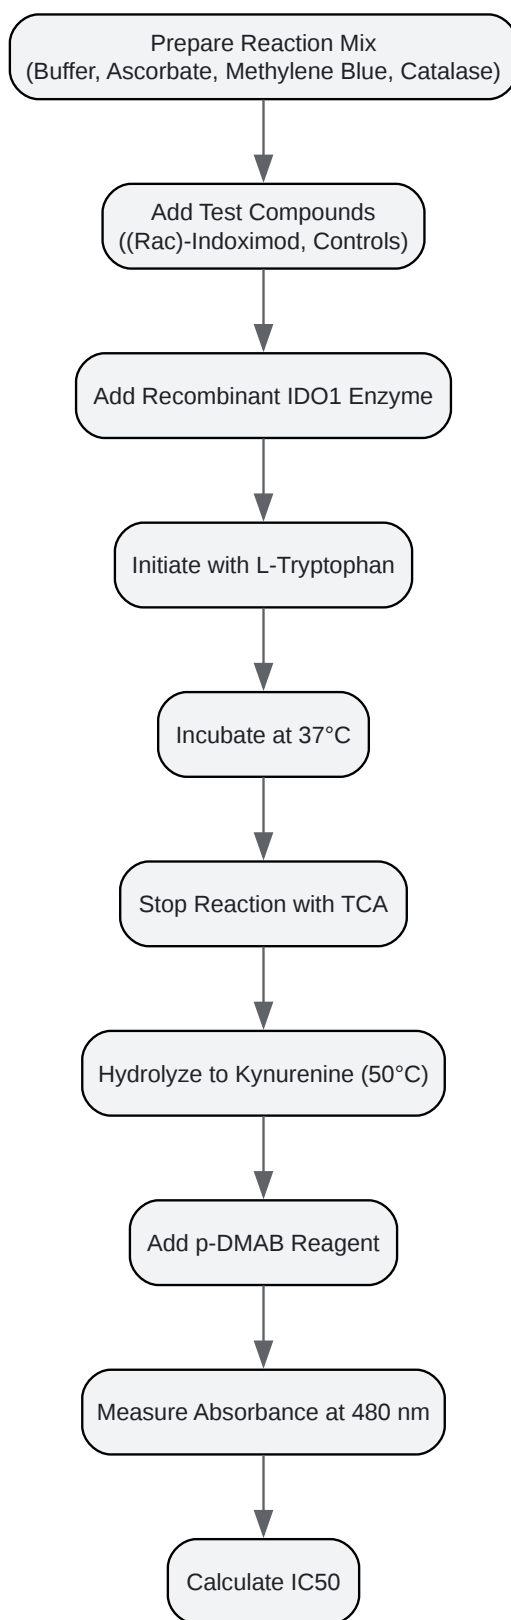 Prepare Reaction Mix
(Buffer, Ascorbate, Methylene Blue, Catalase)
Add Test Compounds
((Rac)-Indoximod, Controls)
Add Recombinant IDO1 Enzyme
Initiate with L-Tryptophan
Incubate at 37°C
Stop Reaction with TCA
Hydrolyze to Kynurenine (50°C)
Add p-DMAB Reagent
Measure Absorbance at 480 nm
Calculate IC50